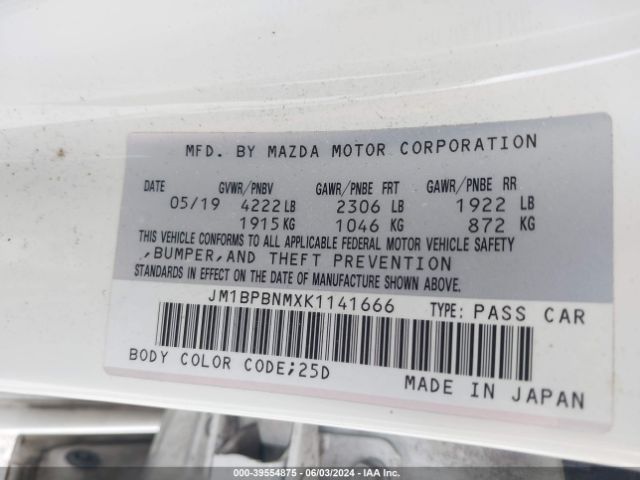 MFD. BY MAZDA MOTOR CORPORATION
DATE GVWR/PNBV GAWR/PNBE FRT GAWR/PNBE RR
05/19 4222 LB 2306 LB 1922 LB
1915 KG 1046 KG 872 KG
THIS VEHICLE CONFORMS TO ALL APPLICABLE FEDERAL MOTOR VEHICLE SAFETY
,BUMPER,AND THEFT PREVENTION
STANDARDS IN EFFECT ON THE DATE OF MANUFACTURE SHOWN ABOVE.
JM1BPBNMXK1141666 TYPE: PASS CAR
BODY COLOR CODE;25D
MADE IN JAPAN
000-39554875 - 06/03/2024 - IAA Inc.